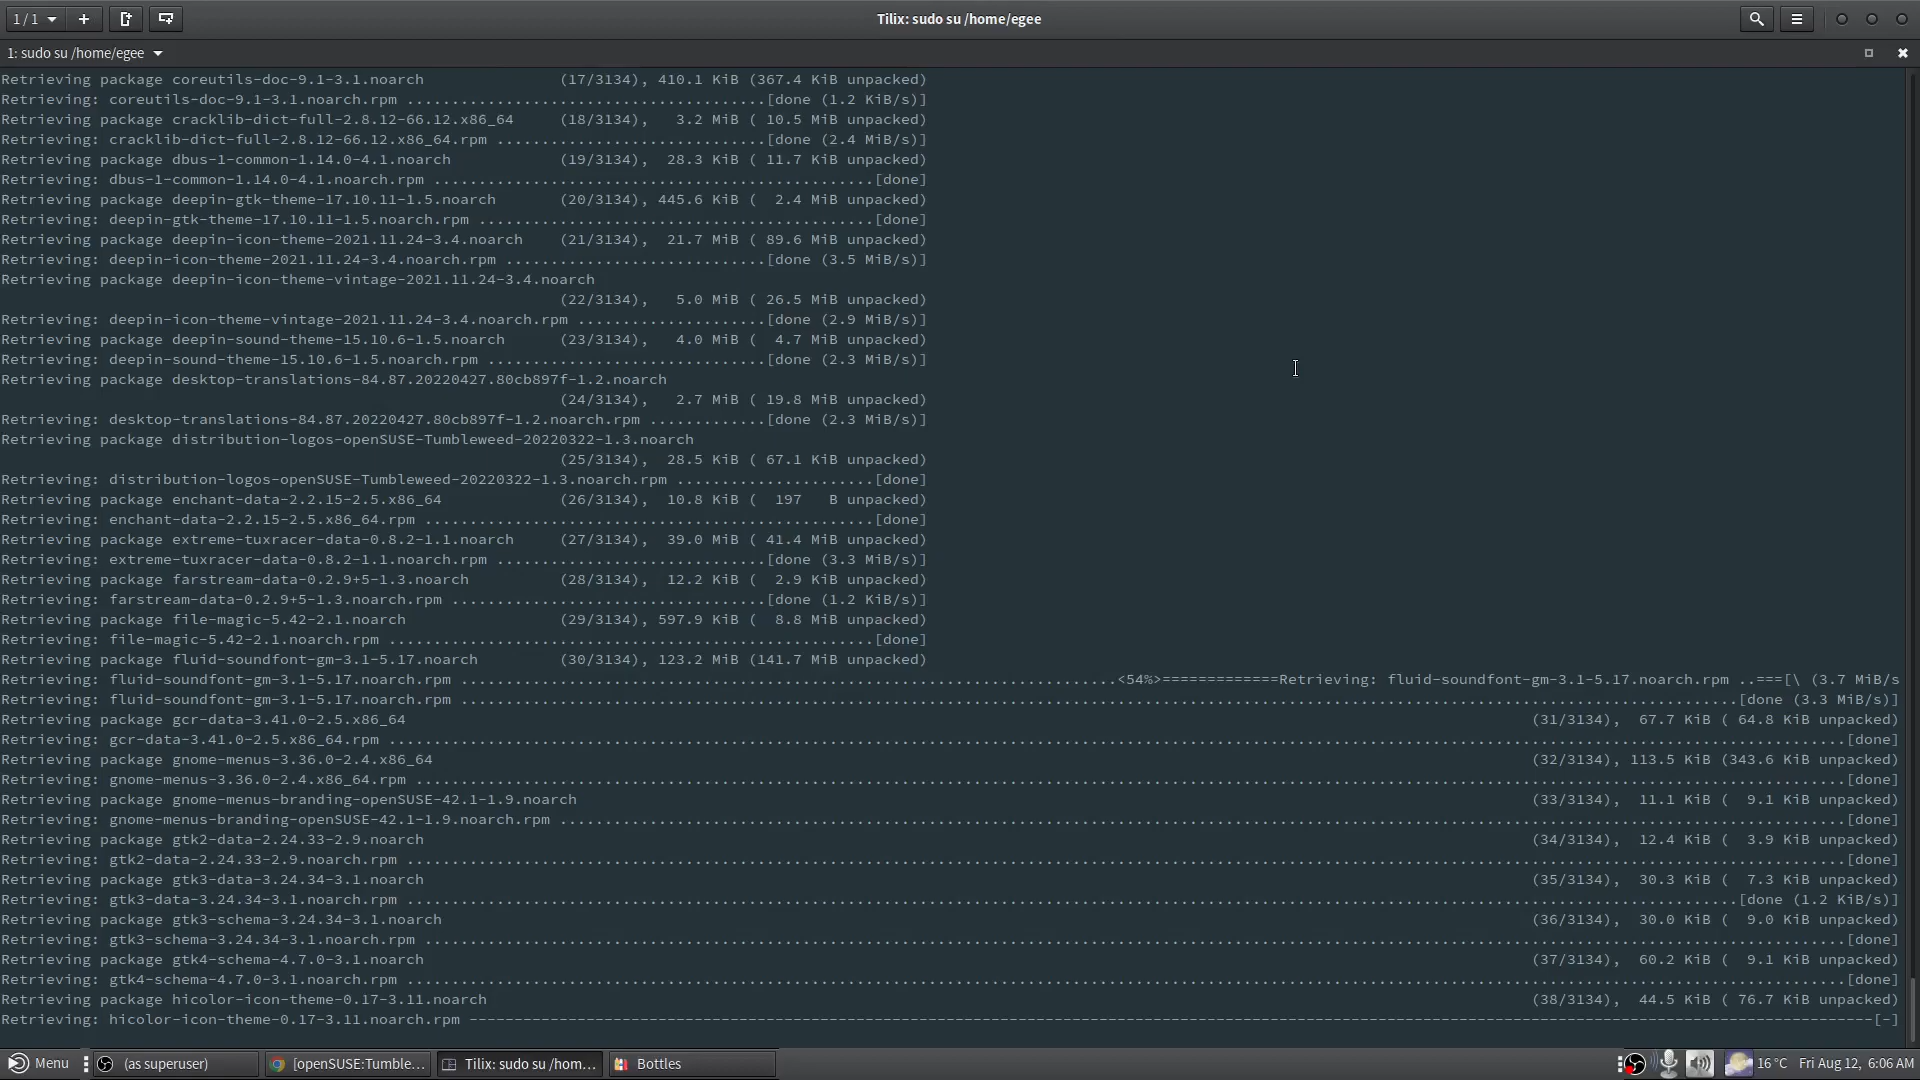 1 / 1
Tilix: sudo su /home/egee
1: sudo su /home/egee
Retrieving package coreutils-doc-9.1-3.1.noarch (17/3134), 410.1 KiB (367.4 KiB unpacked)
Retrieving: coreutils-doc-9.1-3.1.noarch.rpm ........................................[done (1.2 KiB/s)]
Retrieving package cracklib-dict-full-2.8.12-66.12.x86_64 (18/3134), 3.2 MiB ( 10.5 MiB unpacked)
Retrieving: cracklib-dict-full-2.8.12-66.12.x86_64.rpm ..............................[done (2.4 MiB/s)]
Retrieving package dbus-1-common-1.14.0-4.1.noarch (19/3134), 28.3 KiB ( 11.7 KiB unpacked)
Retrieving: dbus-1-common-1.14.0-4.1.noarch.rpm .................................................[done]
Retrieving package deepin-gtk-theme-17.10.11-1.5.noarch (20/3134), 445.6 KiB ( 2.4 MiB unpacked)
Retrieving: deepin-gtk-theme-17.10.11-1.5.noarch.rpm ............................................[done]
Retrieving package deepin-icon-theme-2021.11.24-3.4.noarch (21/3134), 21.7 MiB ( 89.6 MiB unpacked)
Retrieving: deepin-icon-theme-2021.11.24-3.4.noarch.rpm .............................[done (3.5 MiB/s)]
Retrieving package deepin-icon-theme-vintage-2021.11.24-3.4.noarch
(22/3134), 5.0 MiB ( 26.5 MiB unpacked)
Retrieving: deepin-icon-theme-vintage-2021.11.24-3.4.noarch.rpm .....................[done (2.9 MiB/s)]
Retrieving package deepin-sound-theme-15.10.6-1.5.noarch (23/3134), 4.0 MiB ( 4.7 MiB unpacked)
Retrieving: deepin-sound-theme-15.10.6-1.5.noarch.rpm ...............................[done (2.3 MiB/s)]
Retrieving package desktop-translations-84.87.20220427.80cb897f-1.2.noarch
(24/3134), 2.7 MiB ( 19.8 MiB unpacked)
Retrieving: desktop-translations-84.87.20220427.80cb897f-1.2.noarch.rpm .............[done (2.3 MiB/s)]
Retrieving package distribution-logos-openSUSE-Tumbleweed-20220322-1.3.noarch
(25/3134), 28.5 KiB ( 67.1 KiB unpacked)
Retrieving: distribution-logos-openSUSE-Tumbleweed-20220322-1.3.noarch.rpm ......................[done]
Retrieving package enchant-data-2.2.15-2.5.x86_64 (26/3134), 10.8 KiB ( 197 B unpacked)
Retrieving: enchant-data-2.2.15-2.5.x86_64.rpm ..................................................[done]
Retrieving package extreme-tuxracer-data-0.8.2-1.1.noarch (27/3134), 39.0 MiB ( 41.4 MiB unpacked)
Retrieving: extreme-tuxracer-data-0.8.2-1.1.noarch.rpm ..............................[done (3.3 MiB/s)]
Retrieving package farstream-data-0.2.9+5-1.3.noarch (28/3134), 12.2 KiB ( 2.9 KiB unpacked)
Retrieving: farstream-data-0.2.9+5-1.3.noarch.rpm ...................................[done (1.2 KiB/s)]
Retrieving package file-magic-5.42-2.1.noarch (29/3134), 597.9 KiB ( 8.8 MiB unpacked)
Retrieving: file-magic-5.42-2.1.noarch.rpm ......................................................[done]
Retrieving package fluid-soundfont-gm-3.1-5.17.noarch (30/3134), 123.2 MiB (141.7 MiB unpacked)
Retrieving: fluid-soundfont-gm-3.1-5.17.noarch.rpm .........................................................................<54%>=============Retrieving: fluid-soundfont-gm-3.1-5.17.noarch.rpm ..===[\ (3.7 MiB/s
Retrieving: fluid-soundfont-gm-3.1-5.17.noarch.rpm ..............................................................................................................................................[done (3.3 MiB/s)]
Retrieving package gcr-data-3.41.0-2.5.x86_64 (31/3134), 67.7 KiB ( 64.8 KiB unpacked)
Retrieving: gcr-data-3.41.0-2.5.x86_64.rpm ..................................................................................................................................................................[done]
Retrieving package gnome-menus-3.36.0-2.4.x86_64 (32/3134), 113.5 KiB (343.6 KiB unpacked)
Retrieving: gnome-menus-3.36.0-2.4.x86_64.rpm ...............................................................................................................................................................[done]
Retrieving package gnome-menus-branding-openSUSE-42.1-1.9.noarch (33/3134), 11.1 KiB ( 9.1 KiB unpacked)
Retrieving: gnome-menus-branding-openSUSE-42.1-1.9.noarch.rpm ...............................................................................................................................................[done]
Retrieving package gtk2-data-2.24.33-2.9.noarch (34/3134), 12.4 KiB ( 3.9 KiB unpacked)
Retrieving: gtk2-data-2.24.33-2.9.noarch.rpm ................................................................................................................................................................[done]
Retrieving package gtk3-data-3.24.34-3.1.noarch (35/3134), 30.3 KiB ( 7.3 KiB unpacked)
Retrieving: gtk3-data-3.24.34-3.1.noarch.rpm ....................................................................................................................................................[done (1.2 KiB/s)]
Retrieving package gtk3-schema-3.24.34-3.1.noarch (36/3134), 30.0 KiB ( 9.0 KiB unpacked)
Retrieving: gtk3-schema-3.24.34-3.1.noarch.rpm ..............................................................................................................................................................[done]
Retrieving package gtk4-schema-4.7.0-3.1.noarch (37/3134), 60.2 KiB ( 9.1 KiB unpacked)
Retrieving: gtk4-schema-4.7.0-3.1.noarch.rpm ................................................................................................................................................................[done]
Retrieving package hicolor-icon-theme-0.17-3.11.noarch (38/3134), 44.5 KiB ( 76.7 KiB unpacked)
Retrieving: hicolor-icon-theme-0.17-3.11.noarch.rpm ------------------------------------------------------------------------------------------------------------------------------------------------------------[-]
Menu (as superuser) [openSUSE:Tumble... Tilix: sudo su /hom... Bottles 16 °C Fri Aug 12, 6:06 AM